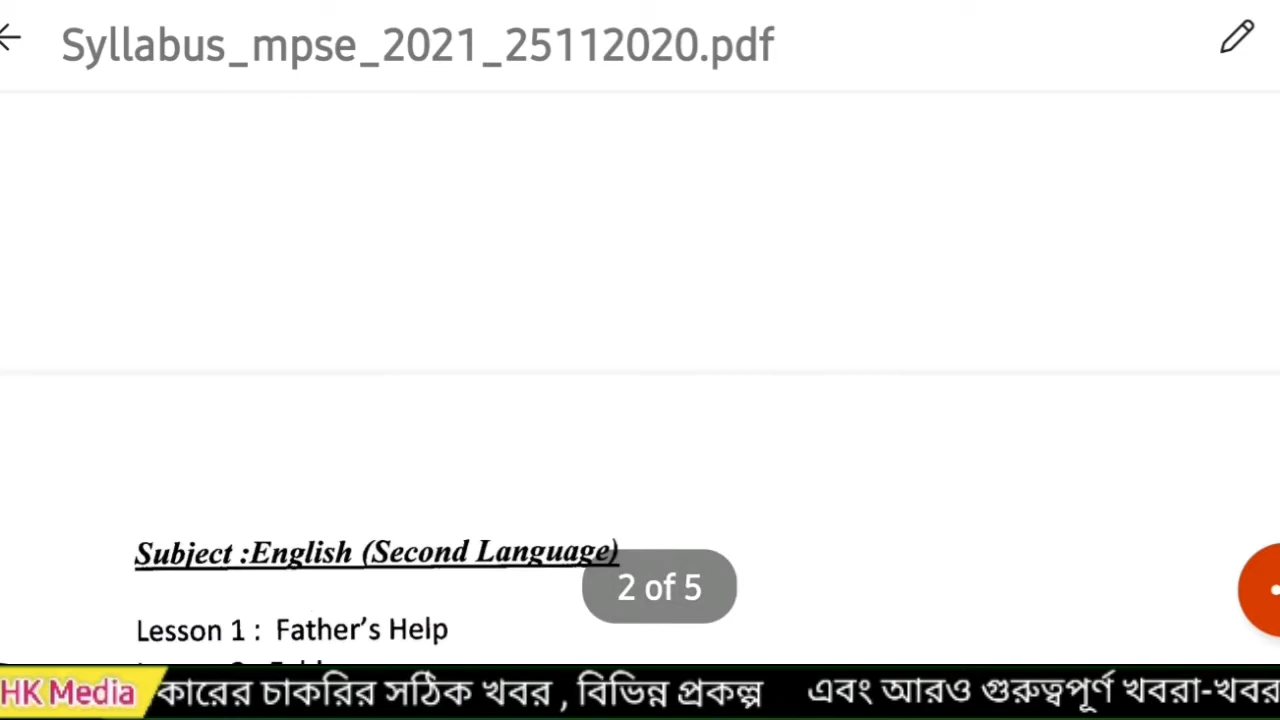 Syllabus_mpse_2021_25112020.pdf
Subject :English (Second Language)
2 of 5
Lesson 1 : Father's Help
HK Media
কারের চাকরির সঠিক খবর , বিভিন্ন প্রকল্প এবং আরও গুরুত্বপূর্ণ খবরা-খবর